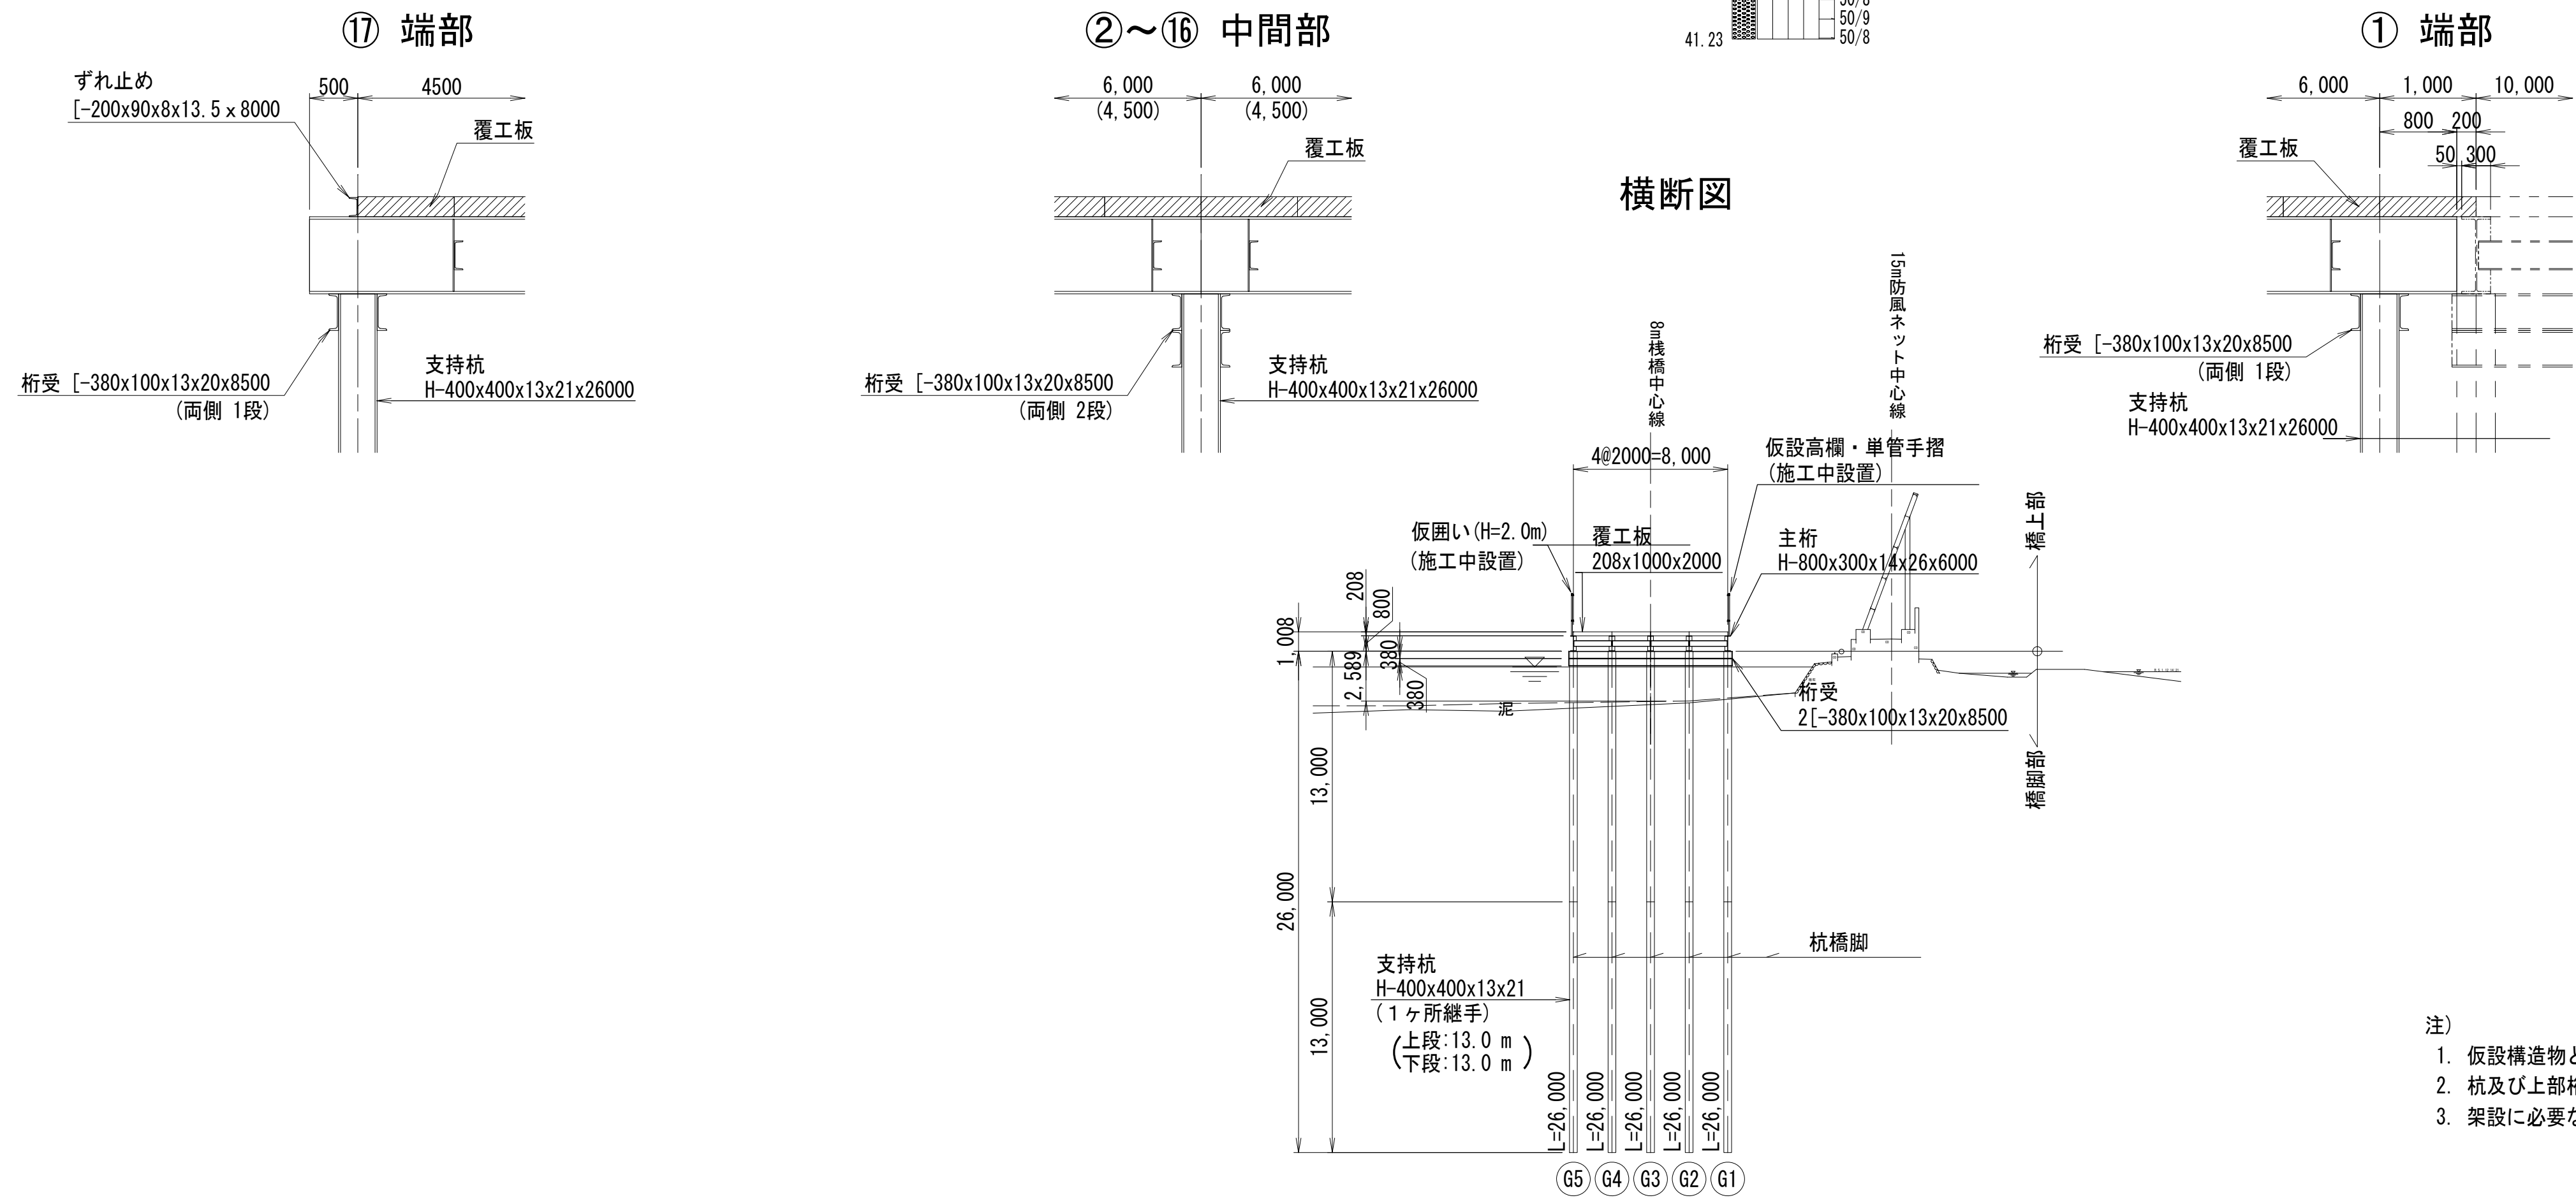 ⑰ 端部
ずれ止め
[-200x90x8x13.5ｘ8000
500
4500
覆工板
桁受 [-380x100x13x20x8500
(両側 1段)
支持杭
H-400x400x13x21x26000
②～⑯ 中間部
6,000
(4,500)
6,000
(4,500)
覆工板
桁受 [-380x100x13x20x8500
(両側 2段)
支持杭
H-400x400x13x21x26000
50/9
50/8
41.23
① 端部
6,000
1,000
10,000
800
200
50
300
覆工板
桁受 [-380x100x13x20x8500
(両側 1段)
支持杭
H-400x400x13x21x26000
横断図
8m桟橋中心線
15m防風ネット中心線
4@2000=8,000
仮設高欄・単管手摺
(施工中設置)
仮囲い(H=2.0m)
(施工中設置)
覆工板
208x1000x2000
主桁
H-800x300x14x26x6000
橋上部
橋脚部
208
800
1,008
2,589
380
380
泥
桁受
2[-380x100x13x20x8500
13,000
26,000
13,000
杭橋脚
支持杭
H-400x400x13x21
(１ヶ所継手)
(上段:13.0 m
下段:13.0 m)
L=26,000
L=26,000
L=26,000
L=26,000
L=26,000
G5
G4
G3
G2
G1
注)
1. 仮設構造物と
2. 杭及び上部
3. 架設に必要な